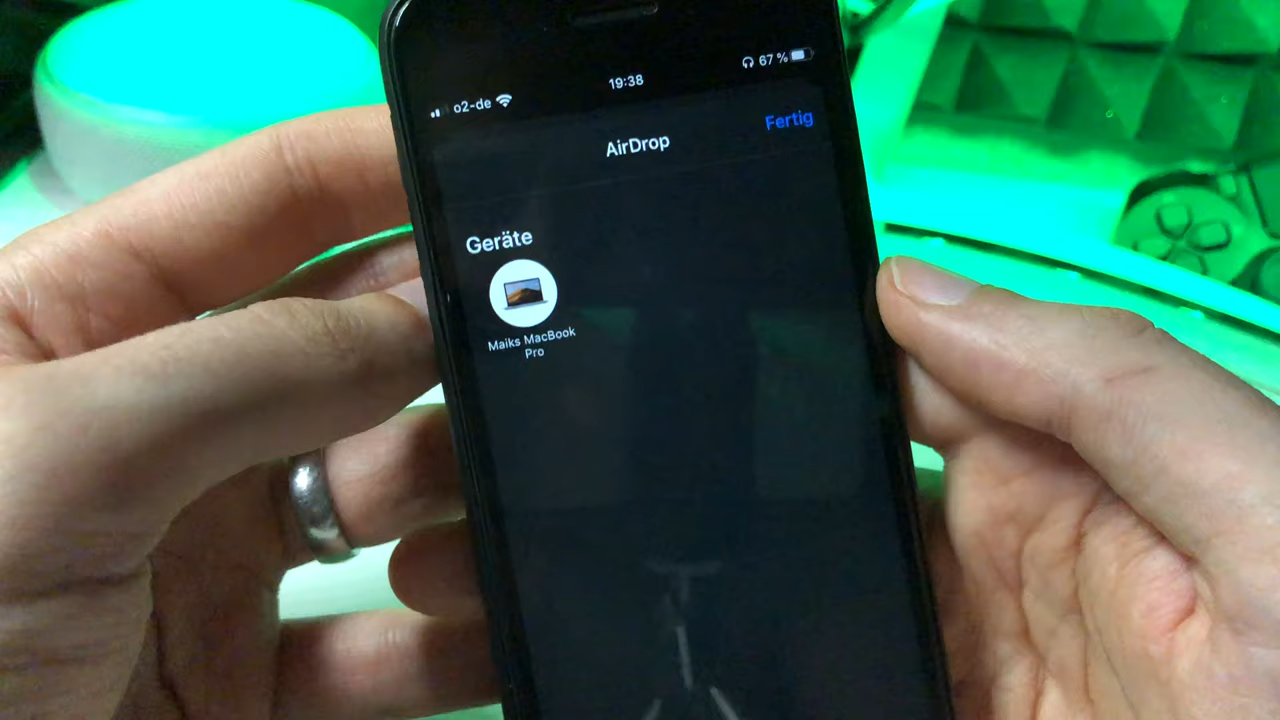 o2-de 19:38 67 %
AirDrop Fertig
Geräte
Maiks MacBook
Pro